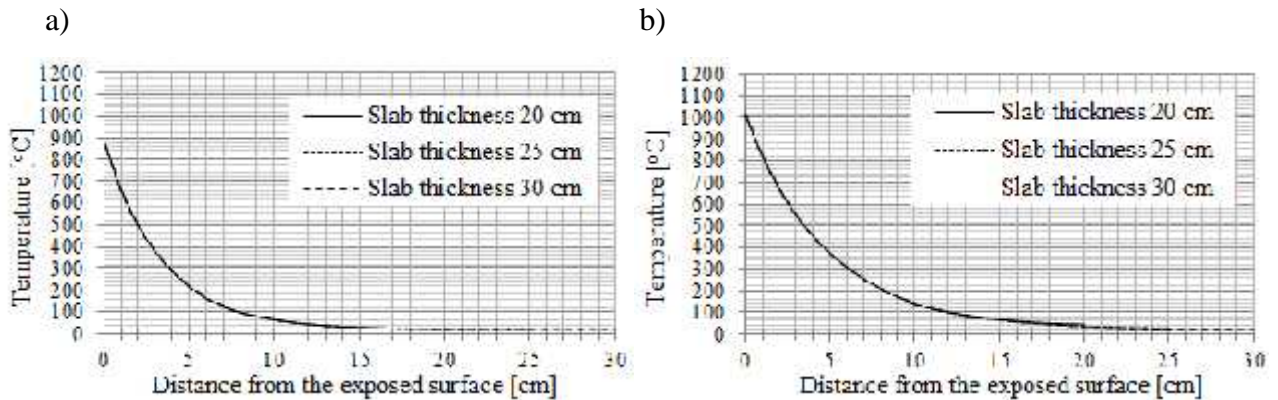 a)
1200
1100
1000
900
800
700
600
500
400
300
200
100
0
Temperature [°C]
Slab thickness 20 cm
Slab thickness 25 cm
Slab thickness 30 cm
0 5 10 15 20 25 30
Distance from the exposed surface [cm]
b)
1200
1100
1000
900
800
700
600
500
400
300
200
100
0
Temperature [°C]
Slab thickness 20 cm
Slab thickness 25 cm
Slab thickness 30 cm
0 5 10 15 20 25 30
Distance from the exposed surface [cm]